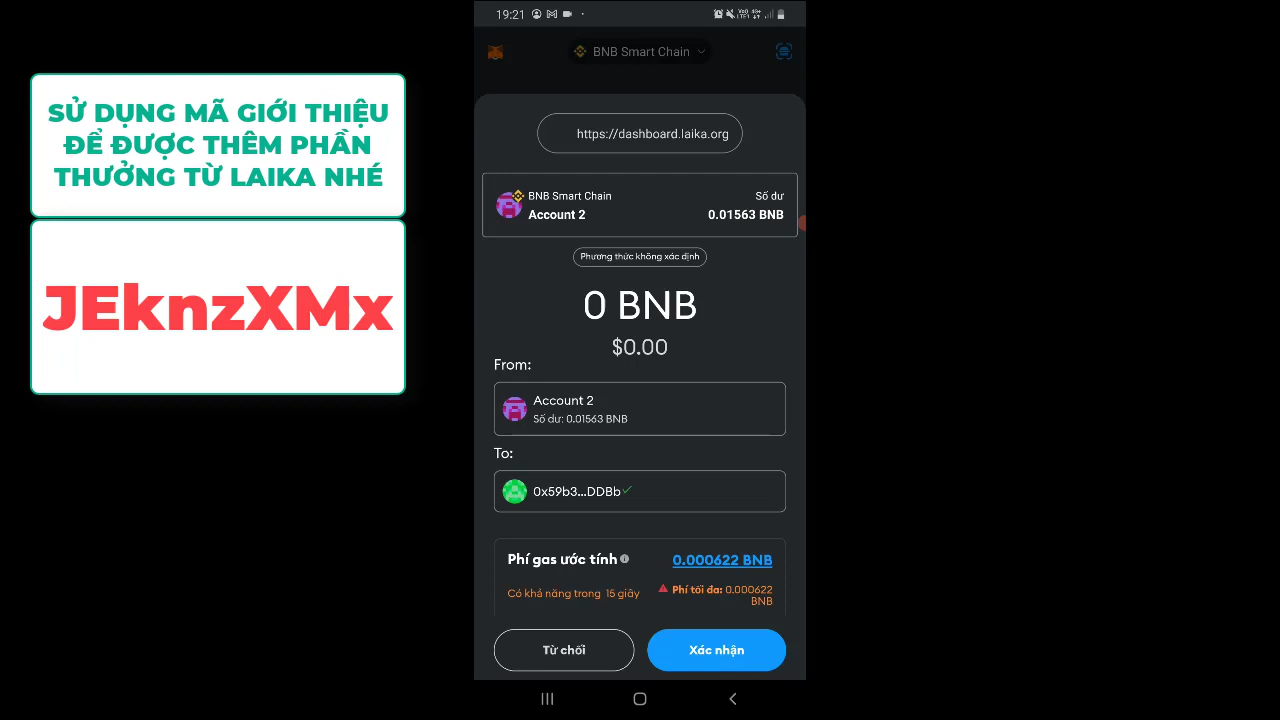 SỬ DỤNG MÃ GIỚI THIỆU
ĐỂ ĐƯỢC THÊM PHẦN
THƯỞNG TỪ LAIKA NHÉ
JEknzXMx
19:21
BNB Smart Chain
https://dashboard.laika.org
BNB Smart Chain Số dư
Account 2 0.01563 BNB
Phương thức không xác định
0 BNB
$0.00
From:
Account 2
Số dư: 0.01563 BNB
To:
0x59b3...DDBb
Phí gas ước tính 0.000622 BNB
Có khả năng trong 15 giây Phí tối đa: 0.000622
BNB
Từ chối Xác nhận